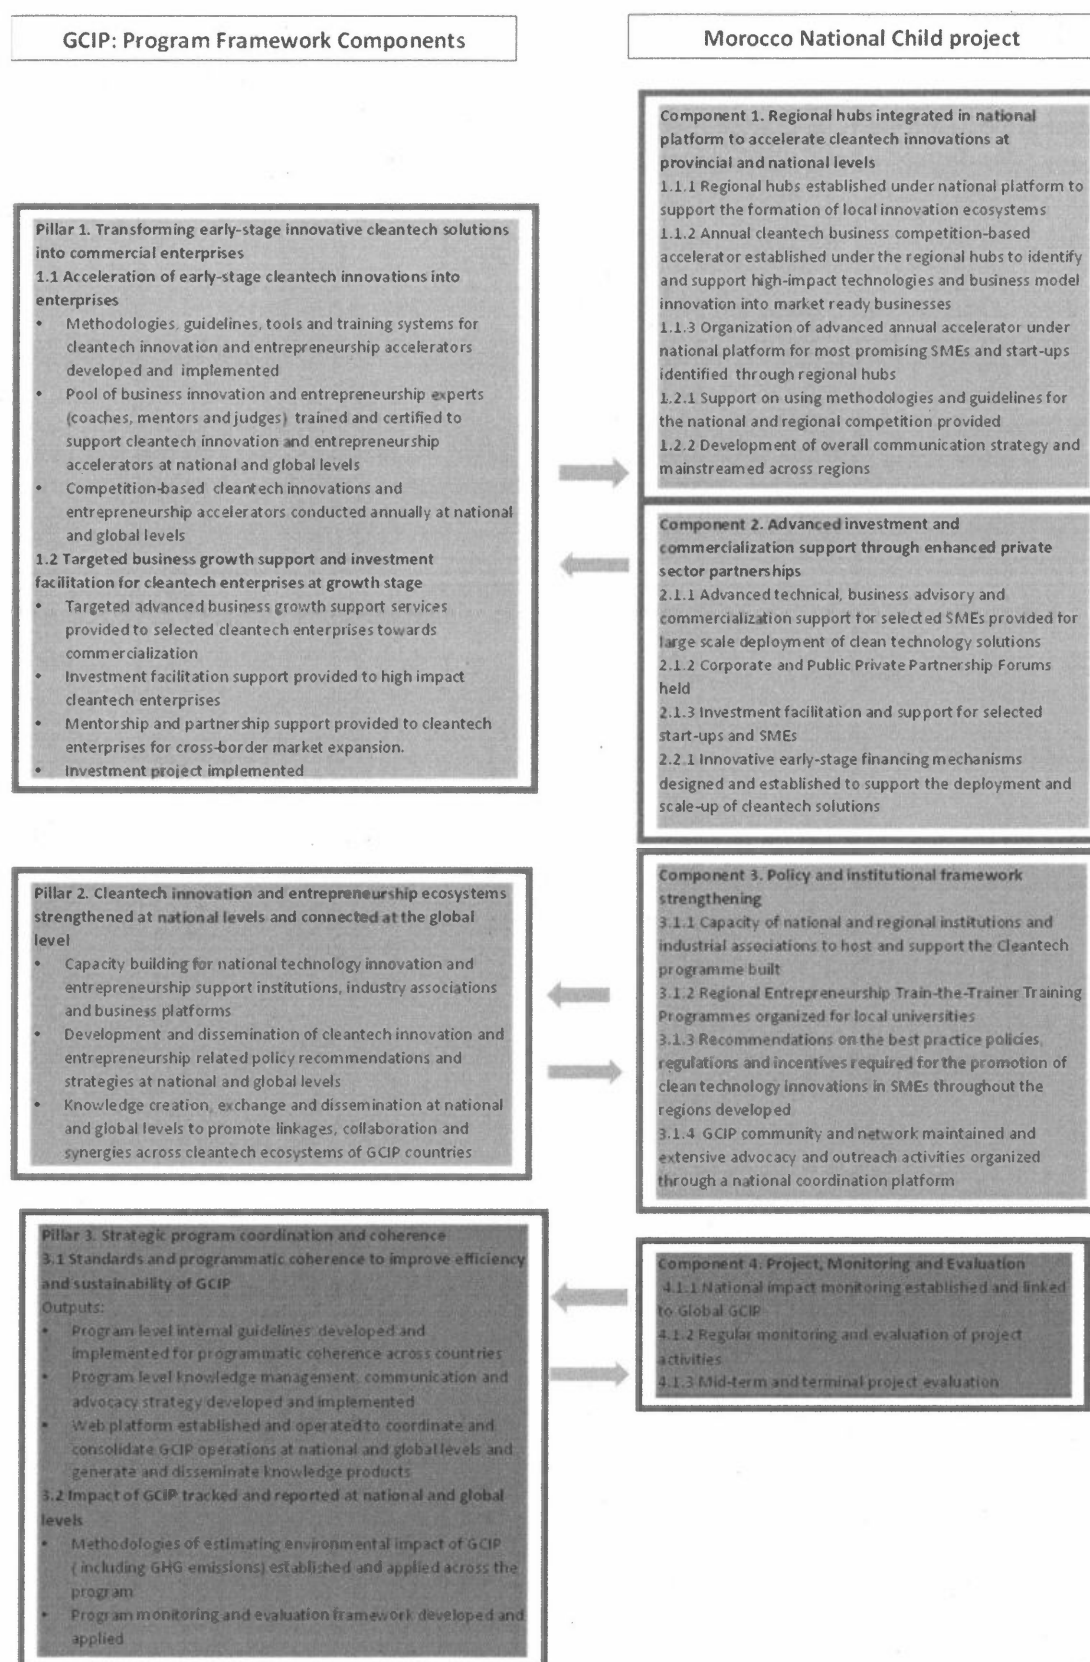 GCIP: Program Framework Components
Morocco National Child project
Pillar 1. Transforming early-stage innovative cleantech solutions
into commercial enterprises
1.1 Acceleration of early-stage cleantech innovations into
enterprises
• Methodologies, guidelines, tools and training systems for
cleantech innovation and entrepreneurship accelerators
developed and implemented
• Pool of business innovation and entrepreneurship experts
(coaches, mentors and judges) trained and certified to
support cleantech innovation and entrepreneurship
accelerators at national and global levels
• Competition-based cleantech innovations and
entrepreneurship accelerators conducted annually at national
and global levels
1.2 Targeted business growth support and investment
facilitation for cleantech enterprises at growth stage
• Targeted advanced business growth support services
provided to selected cleantech enterprises towards
commercialization
• Investment facilitation support provided to high impact
cleantech enterprises
• Mentorship and partnership support provided to cleantech
enterprises for cross-border market expansion.
• Investment project implemented
Pillar 2. Cleantech innovation and entrepreneurship ecosystems
strengthened at national levels and connected at the global
level
• Capacity building for national technology innovation and
entrepreneurship support institutions, industry associations
and business platforms
• Development and dissemination of cleantech innovation and
entrepreneurship related policy recommendations and
strategies at national and global levels
• Knowledge creation, exchange and dissemination at national
and global levels to promote linkages, collaboration and
synergies across cleantech ecosystems of GCIP countries
Pillar 3. Strategic program coordination and coherence
3.1 Standards and programmatic coherence to improve efficiency
and sustainability of GCIP
Outputs:
• Program level internal guidelines developed and
implemented for programmatic coherence across countries
• Program level knowledge management, communication and
advocacy strategy developed and implemented
• Web platform established and operated to coordinate and
consolidate GCIP operations at national and global levels and
generate and disseminate knowledge products
3.2 Impact of GCIP tracked and reported at national and global
levels
• Methodologies of estimating environmental impact of GCIP
( including GHG emissions) established and applied across the
program
• Program monitoring and evaluation framework developed and
applied
Component 1. Regional hubs integrated in national
platform to accelerate cleantech innovations at
provincial and national levels
1.1.1 Regional hubs established under national platform to
support the formation of local innovation ecosystems
1.1.2 Annual cleantech business competition-based
accelerator established under the regional hubs to identify
and support high-impact technologies and business model
innovation into market ready businesses
1.1.3 Organization of advanced annual accelerator under
national platform for most promising SMEs and start-ups
identified through regional hubs
1.2.1 Support on using methodologies and guidelines for
the national and regional competition provided
1.2.2 Development of overall communication strategy and
mainstreamed across regions
Component 2. Advanced investment and
commercialization support through enhanced private
sector partnerships
2.1.1 Advanced technical, business advisory and
commercialization support for selected SMEs provided for
large scale deployment of clean technology solutions
2.1.2 Corporate and Public Private Partnership Forums
held
2.1.3 Investment facilitation and support for selected
start-ups and SMEs
2.2.1 Innovative early-stage financing mechanisms
designed and established to support the deployment and
scale-up of cleantech solutions
Component 3. Policy and institutional framework
strengthening
3.1.1 Capacity of national and regional institutions and
industrial associations to host and support the Cleantech
programme built
3.1.2 Regional Entrepreneurship Train-the-Trainer Training
Programmes organized for local universities
3.1.3 Recommendations on the best practice policies,
regulations and incentives required for the promotion of
clean technology innovations in SMEs throughout the
regions developed
3.1.4 GCIP community and network maintained and
extensive advocacy and outreach activities organized
through a national coordination platform
Component 4. Project, Monitoring and Evaluation
4.1.1 National impact monitoring established and linked
to Global GCIP
4.1.2 Regular monitoring and evaluation of project
activities
4.1.3 Mid-term and terminal project evaluation